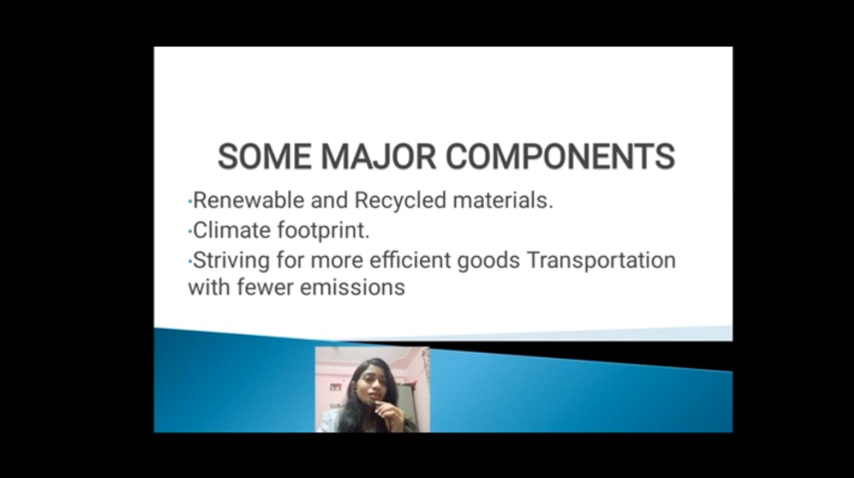 SOME MAJOR COMPONENTS
•Renewable and Recycled materials.
•Climate footprint.
•Striving for more efficient goods Transportation
with fewer emissions